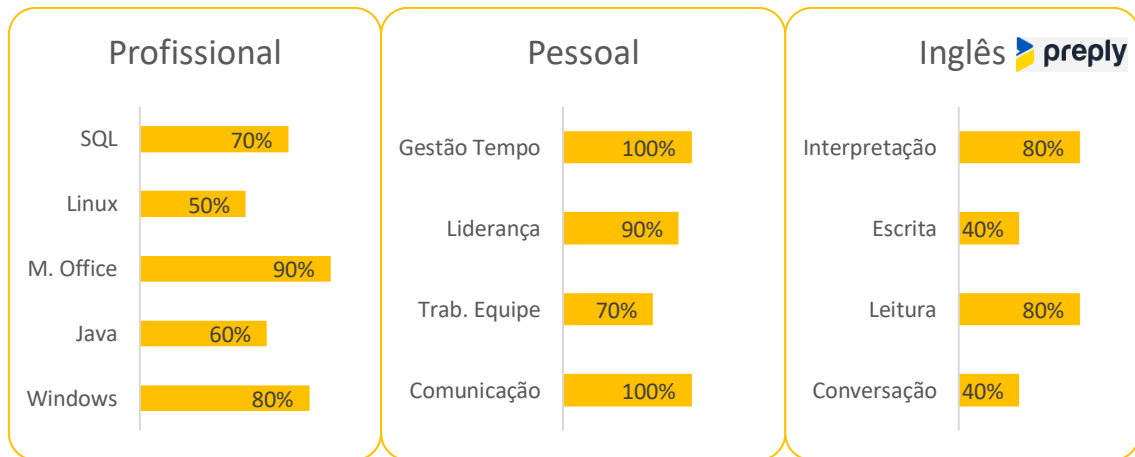 Profissional
SQL 70%
Linux 50%
M. Office 90%
Java 60%
Windows 80%
Pessoal
Gestão Tempo 100%
Liderança 90%
Trab. Equipe 70%
Comunicação 100%
Inglês preply
Interpretação 80%
Escrita 40%
Leitura 80%
Conversação 40%